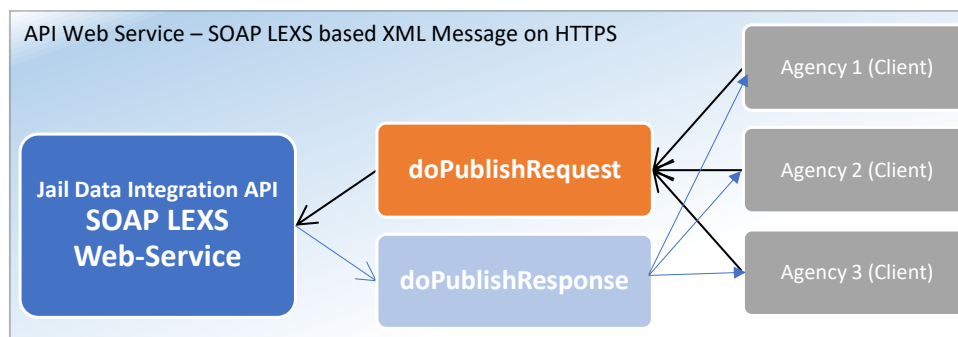 API Web Service – SOAP LEXS based XML Message on HTTPS
Agency 1 (Client)
doPublishRequest
Agency 2 (Client)
Jail Data Integration API
SOAP LEXS
Web-Service
doPublishResponse
Agency 3 (Client)